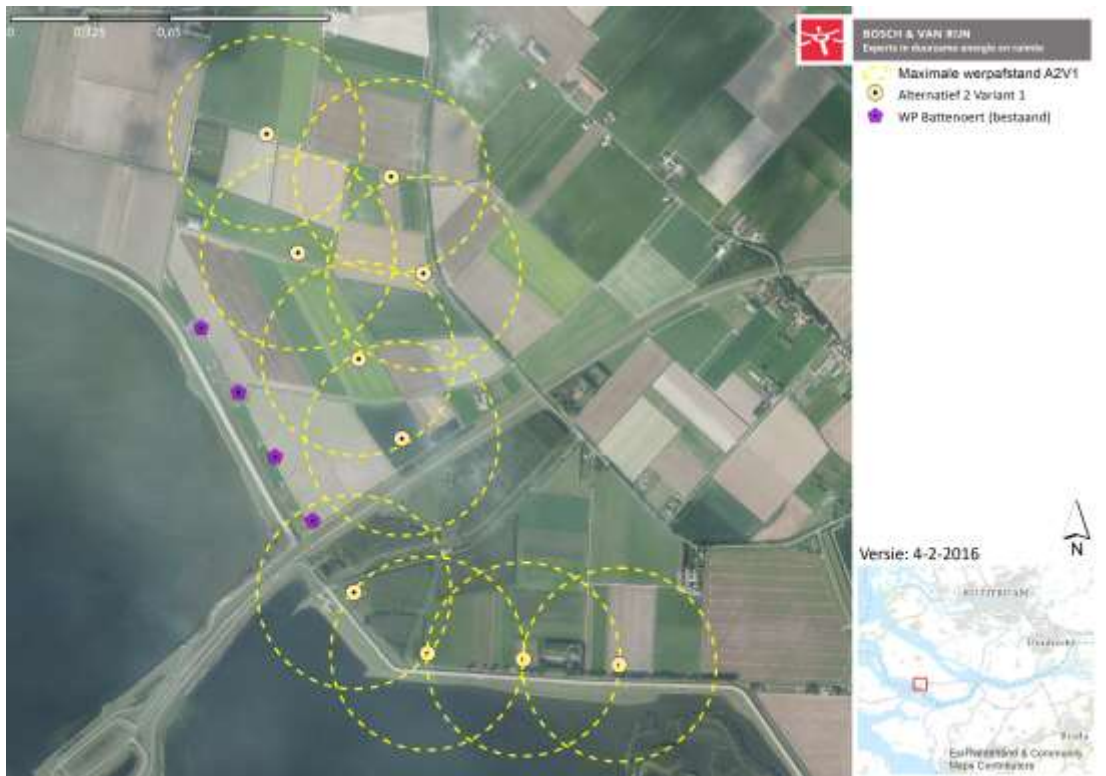 0 0,325 0,65
BOSCH & VAN RIJN
Experts in duurzame energie en ruimte
Maximale werpafstand A2V1
Alternatief 2 Variant 1
WP Battenoert (bestaand)
N
Versie: 4-2-2016
ROTTERDAM
Dordrecht
Breda
Esri Nederland & Community
Maps Contributors